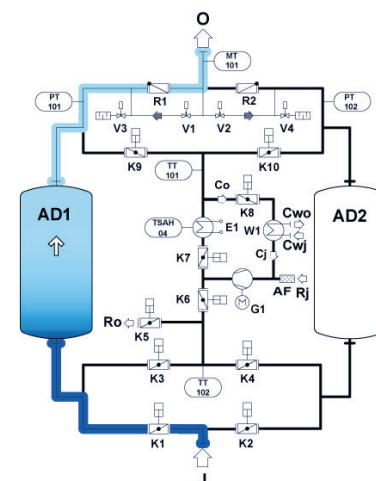 O
MT 101
PT 101
R1
R2
PT 102
V3
V1
V2
V4
K9
K10
TT 101
Co
K8
Cwo
AD1
TSAH 04
E1
W1
Cwj
AD2
K7
Cj
AF
Rj
K6
G1
Ro
K5
K3
TT 102
K4
K1
K2